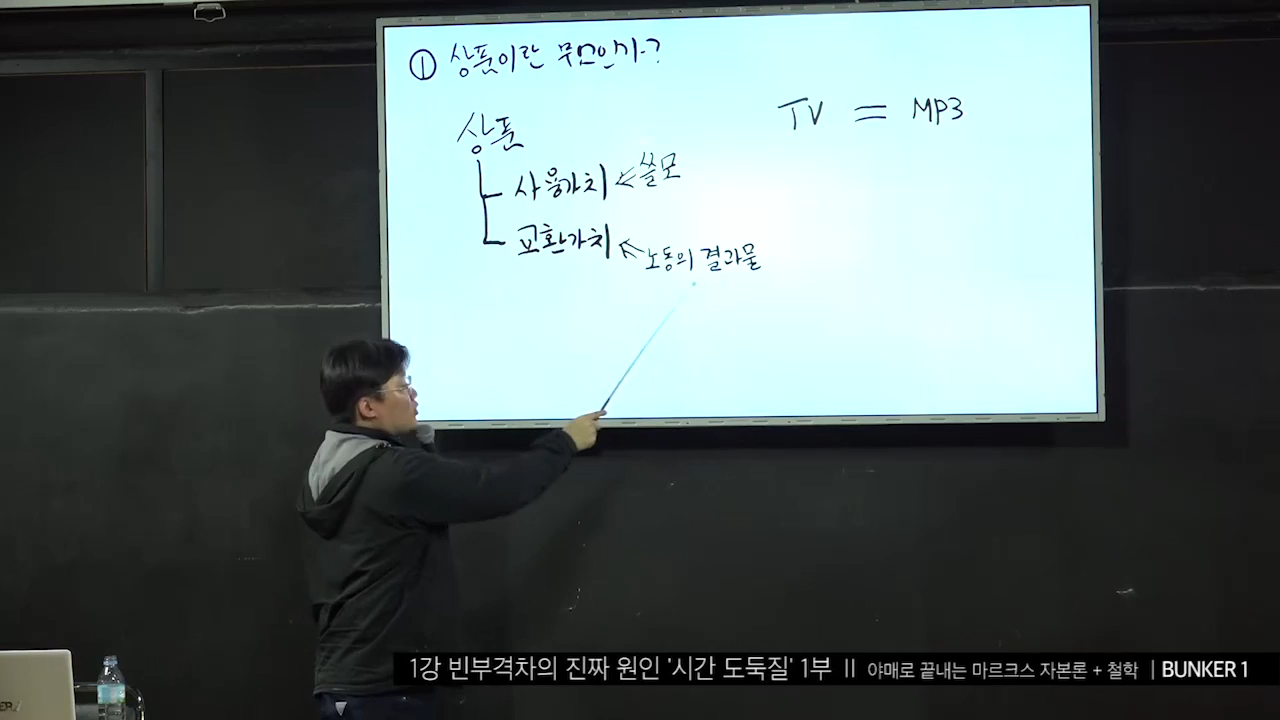 ① 상품이란 무엇인가?
상품
TV = MP3
사용가치 ← 쓸모
교환가치 ← 노동의 결과물
1강 빈부격차의 진짜 원인 '시간 도둑질' 1부 II 야매로 끝내는 마르크스 자본론 + 철학 | BUNKER 1